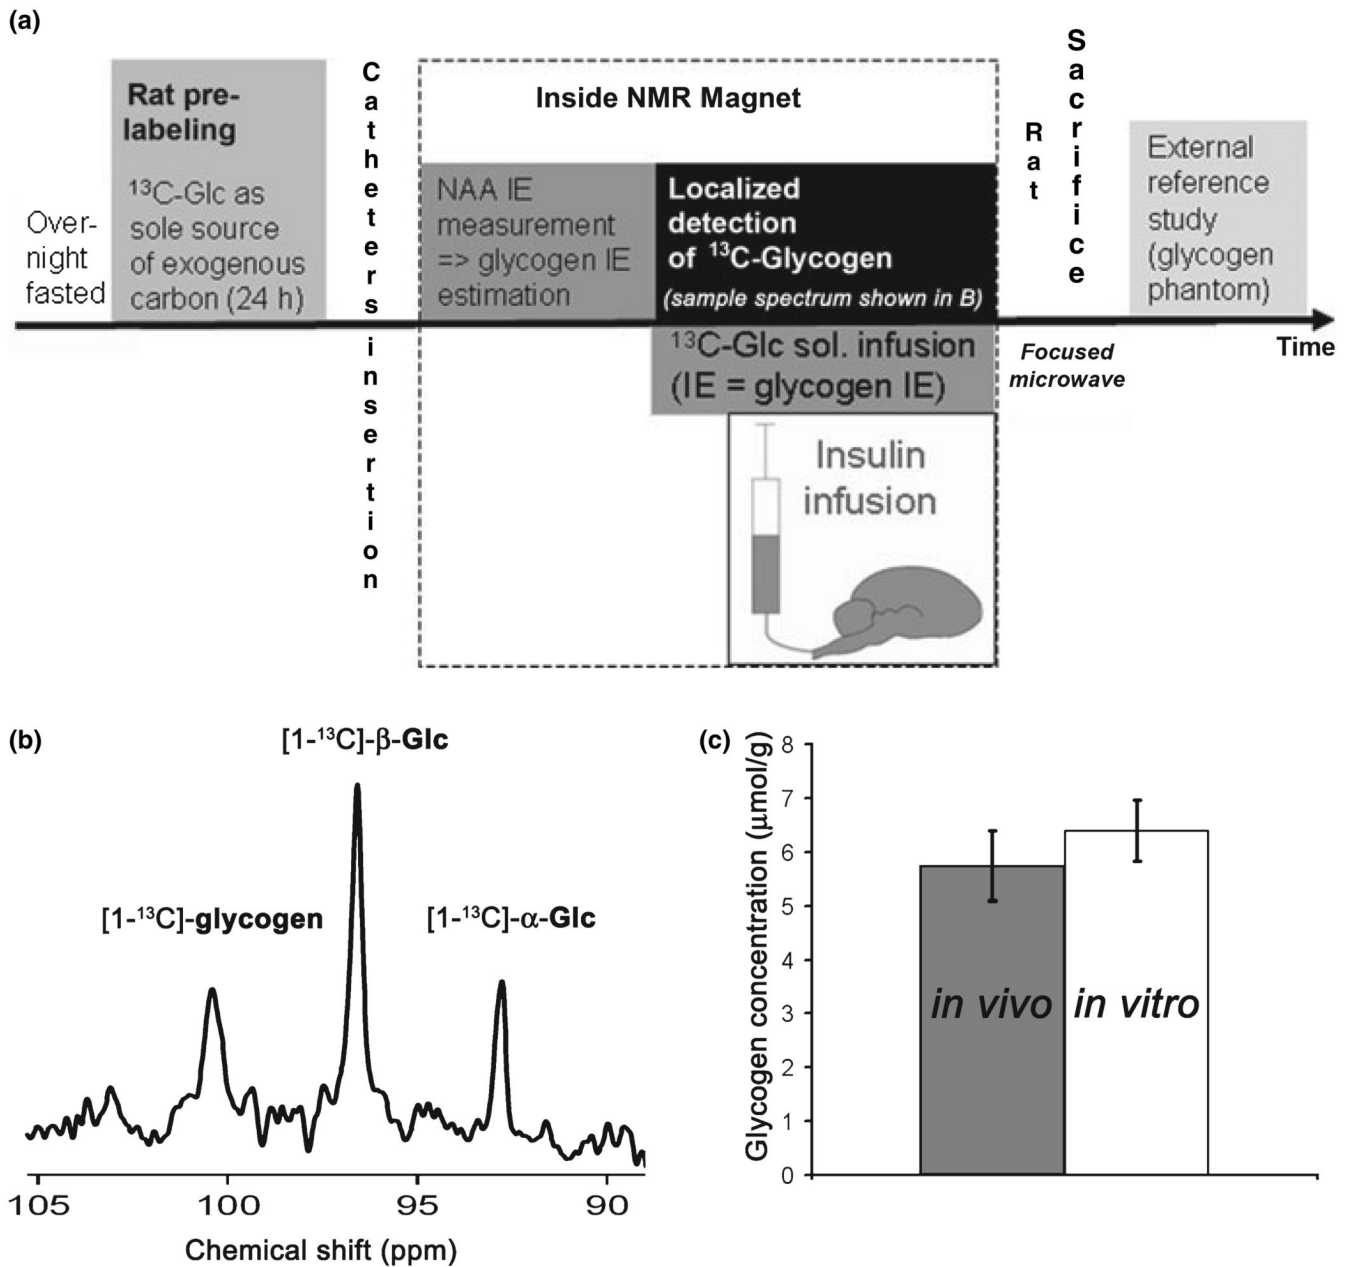 (a)
Rat pre-
labeling
¹³C-Glc as
sole source
of exogenous
carbon (24 h)
Over-
night
fasted
Catheters insertion
Inside NMR Magnet
NAA IE
measurement
=> glycogen IE
estimation
Localized
detection
of ¹³C-Glycogen
(sample spectrum shown in B)
¹³C-Glc sol. infusion
(IE = glycogen IE)
Insulin
infusion
Rat
Sacrifice
Focused
microwave
External
reference
study
(glycogen
phantom)
Time
(b)
[1-¹³C]-β-Glc
[1-¹³C]-glycogen
[1-¹³C]-α-Glc
105 100 95 90
Chemical shift (ppm)
(c)
Glycogen concentration (μmol/g)
8
7
6
5
4
3
2
1
0
in vivo
in vitro